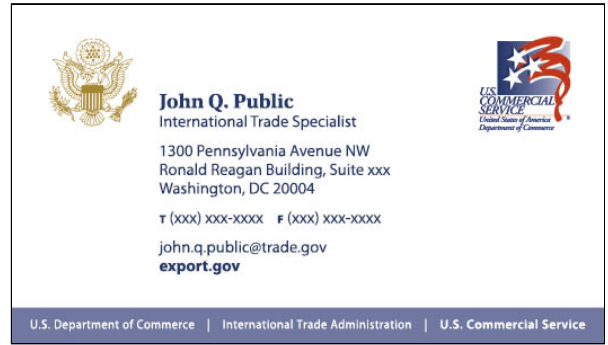 John Q. Public
International Trade Specialist
1300 Pennsylvania Avenue NW
Ronald Reagan Building, Suite xxx
Washington, DC 20004
T (xxx) xxx-xxxx F (xxx) xxx-xxxx
john.q.public@trade.gov
export.gov
U.S.
COMMERCIAL
SERVICE
United States of America
Department of Commerce
U.S. Department of Commerce | International Trade Administration | U.S. Commercial Service